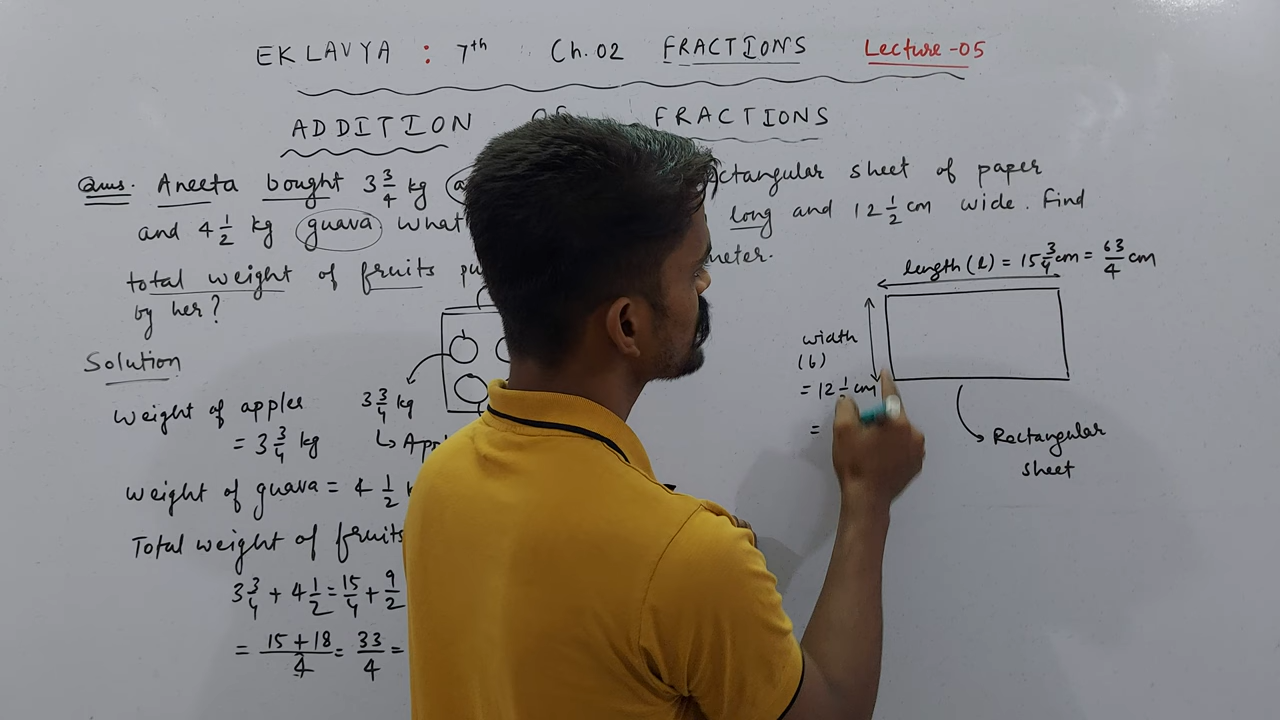 EKLAVYA : 7th Ch.02 FRACTIONS Lecture-05
ADDITION OF FRACTIONS
Ques. Aneeta bought 3 3/4 kg
and 4 1/2 kg guava. What
total weight of fruits
by her?
Solution
Weight of apples
= 3 3/4 kg
3 3/4 kg
Weight of guava = 4 1/2
Total weight of fruits
3 3/4 + 4 1/2 = 15/4 + 9/2
= 15+18/4 = 33/4 =
sheet of paper
long and 12 1/2 cm wide. Find
length (l) = 15 3/4 cm = 63/4 cm
width
(b)
= 12 1/2 cm
=
Rectangular
sheet